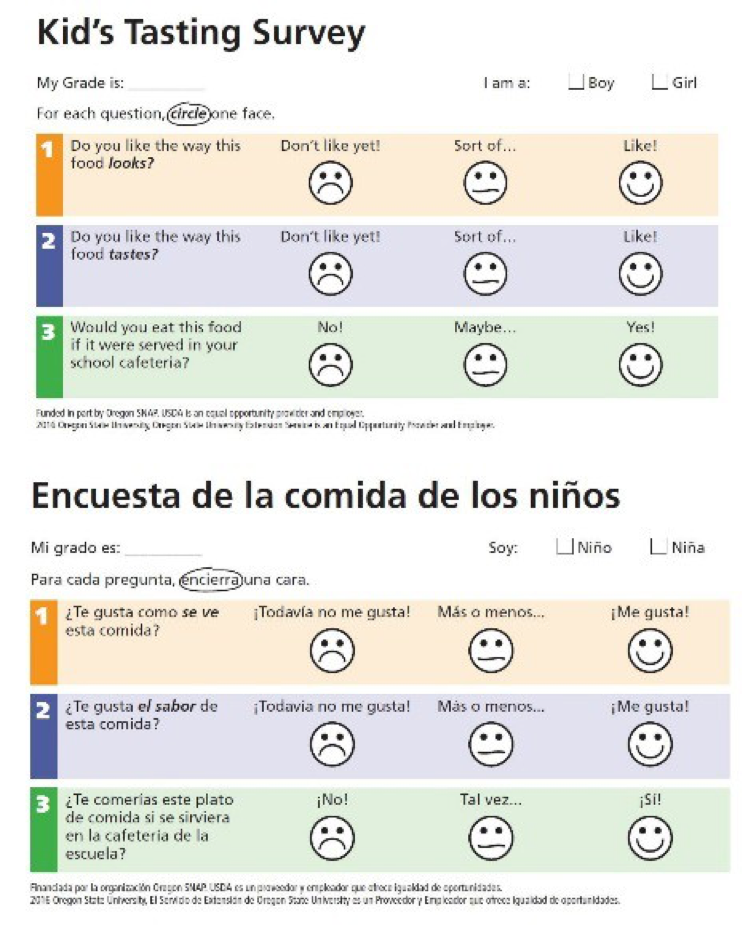 Kid's Tasting Survey
My Grade is: __________ I am a: Boy Girl
For each question, circle one face.
1 Do you like the way this Don't like yet! Sort of... Like!
food looks?
2 Do you like the way this Don't like yet! Sort of... Like!
food tastes?
3 Would you eat this food No! Maybe... Yes!
if it were served in your
school cafeteria?
Funded in part by Oregon SNAP. USDA is an equal opportunity provider and employer.
2016 Oregon State University, Oregon State University Extension Service is an Equal Opportunity Provider and Employer.
Encuesta de la comida de los niños
Mi grado es: __________ Soy: Niño Niña
Para cada pregunta, encierra una cara.
1 ¿Te gusta como se ve ¡Todavía no me gusta! Más o menos... ¡Me gusta!
esta comida?
2 ¿Te gusta el sabor de ¡Todavia no me gusta! Más o menos... ¡Me gusta!
esta comida?
3 ¿Te comerías este plato ¡No! Tal vez... ¡Sí!
de comida si se sirviera
en la cafeteria de la
escuela?
Financiada por la organización Oregon SNAP. USDA es un proveedor y empleador que ofrece igualdad de oportunidades.
2016 Oregon State University, El Servicio de Extensión de Oregon State University es un Proveedor y Empleador que ofrece igualdad de oportunidades.